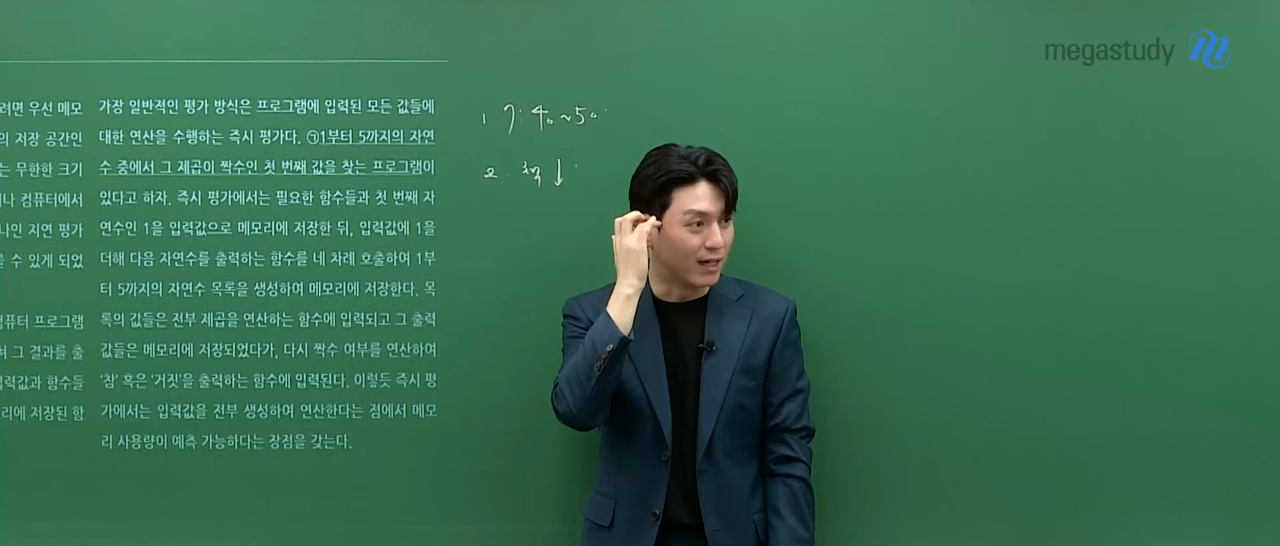 megastudy
려면 우선 메모
의 저장 공간인
는 무한한 크기
나 컴퓨터에서
나인 지연 평가
를 수 있게 되었
컴퓨터 프로그램
쳐 그 결과를 출
입력값과 함수들
리에 저장된 함
가장 일반적인 평가 방식은 프로그램에 입력된 모든 값들에
대한 연산을 수행하는 즉시 평가다. ㉠1부터 5까지의 자연
수 중에서 그 제곱이 짝수인 첫 번째 값을 찾는 프로그램이
있다고 하자. 즉시 평가에서는 필요한 함수들과 첫 번째 자
연수인 1을 입력값으로 메모리에 저장한 뒤, 입력값에 1을
더해 다음 자연수를 출력하는 함수를 네 차례 호출하여 1부
터 5까지의 자연수 목록을 생성하여 메모리에 저장한다. 목
록의 값들은 전부 제곱을 연산하는 함수에 입력되고 그 출력
값들은 메모리에 저장되었다가, 다시 짝수 여부를 연산하여
'참' 혹은 '거짓'을 출력하는 함수에 입력된다. 이렇듯 즉시 평
가에서는 입력값을 전부 생성하여 연산한다는 점에서 메모
리 사용량이 예측 가능하다는 장점을 갖는다.
1. 7: 40~50
2. 책 ↓